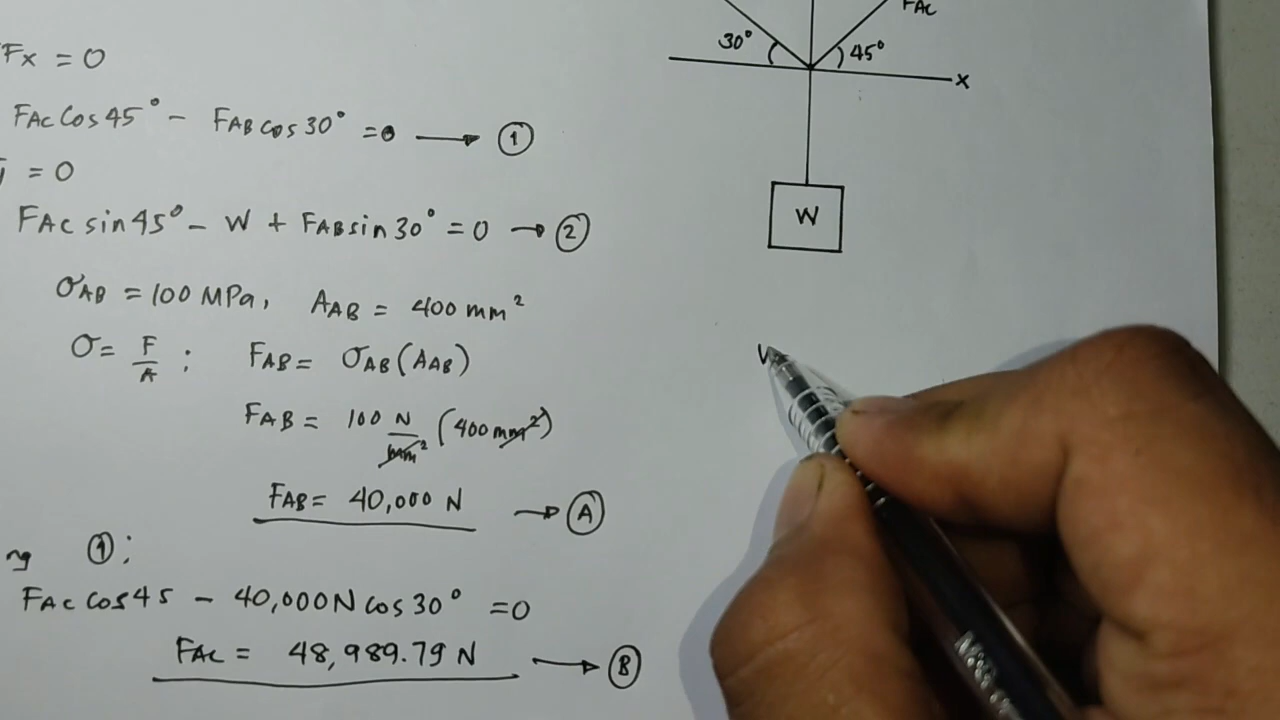 Fx = 0
FAC Cos 45° - FAB cos 30° = 0 → ①
= 0
FAC sin 45° - W + FAB sin 30° = 0 → ②
σAB = 100 MPa, AAB = 400 mm²
σ = F/A ; FAB = σAB (AAB)
FAB = 100 N/mm² (400 mm²)
FAB = 40,000 N → Ⓐ
ng ①:
FAC cos 45 - 40,000 N cos 30° = 0
FAC = 48,989.79 N → Ⓑ
FAC
30° 45°
x
W